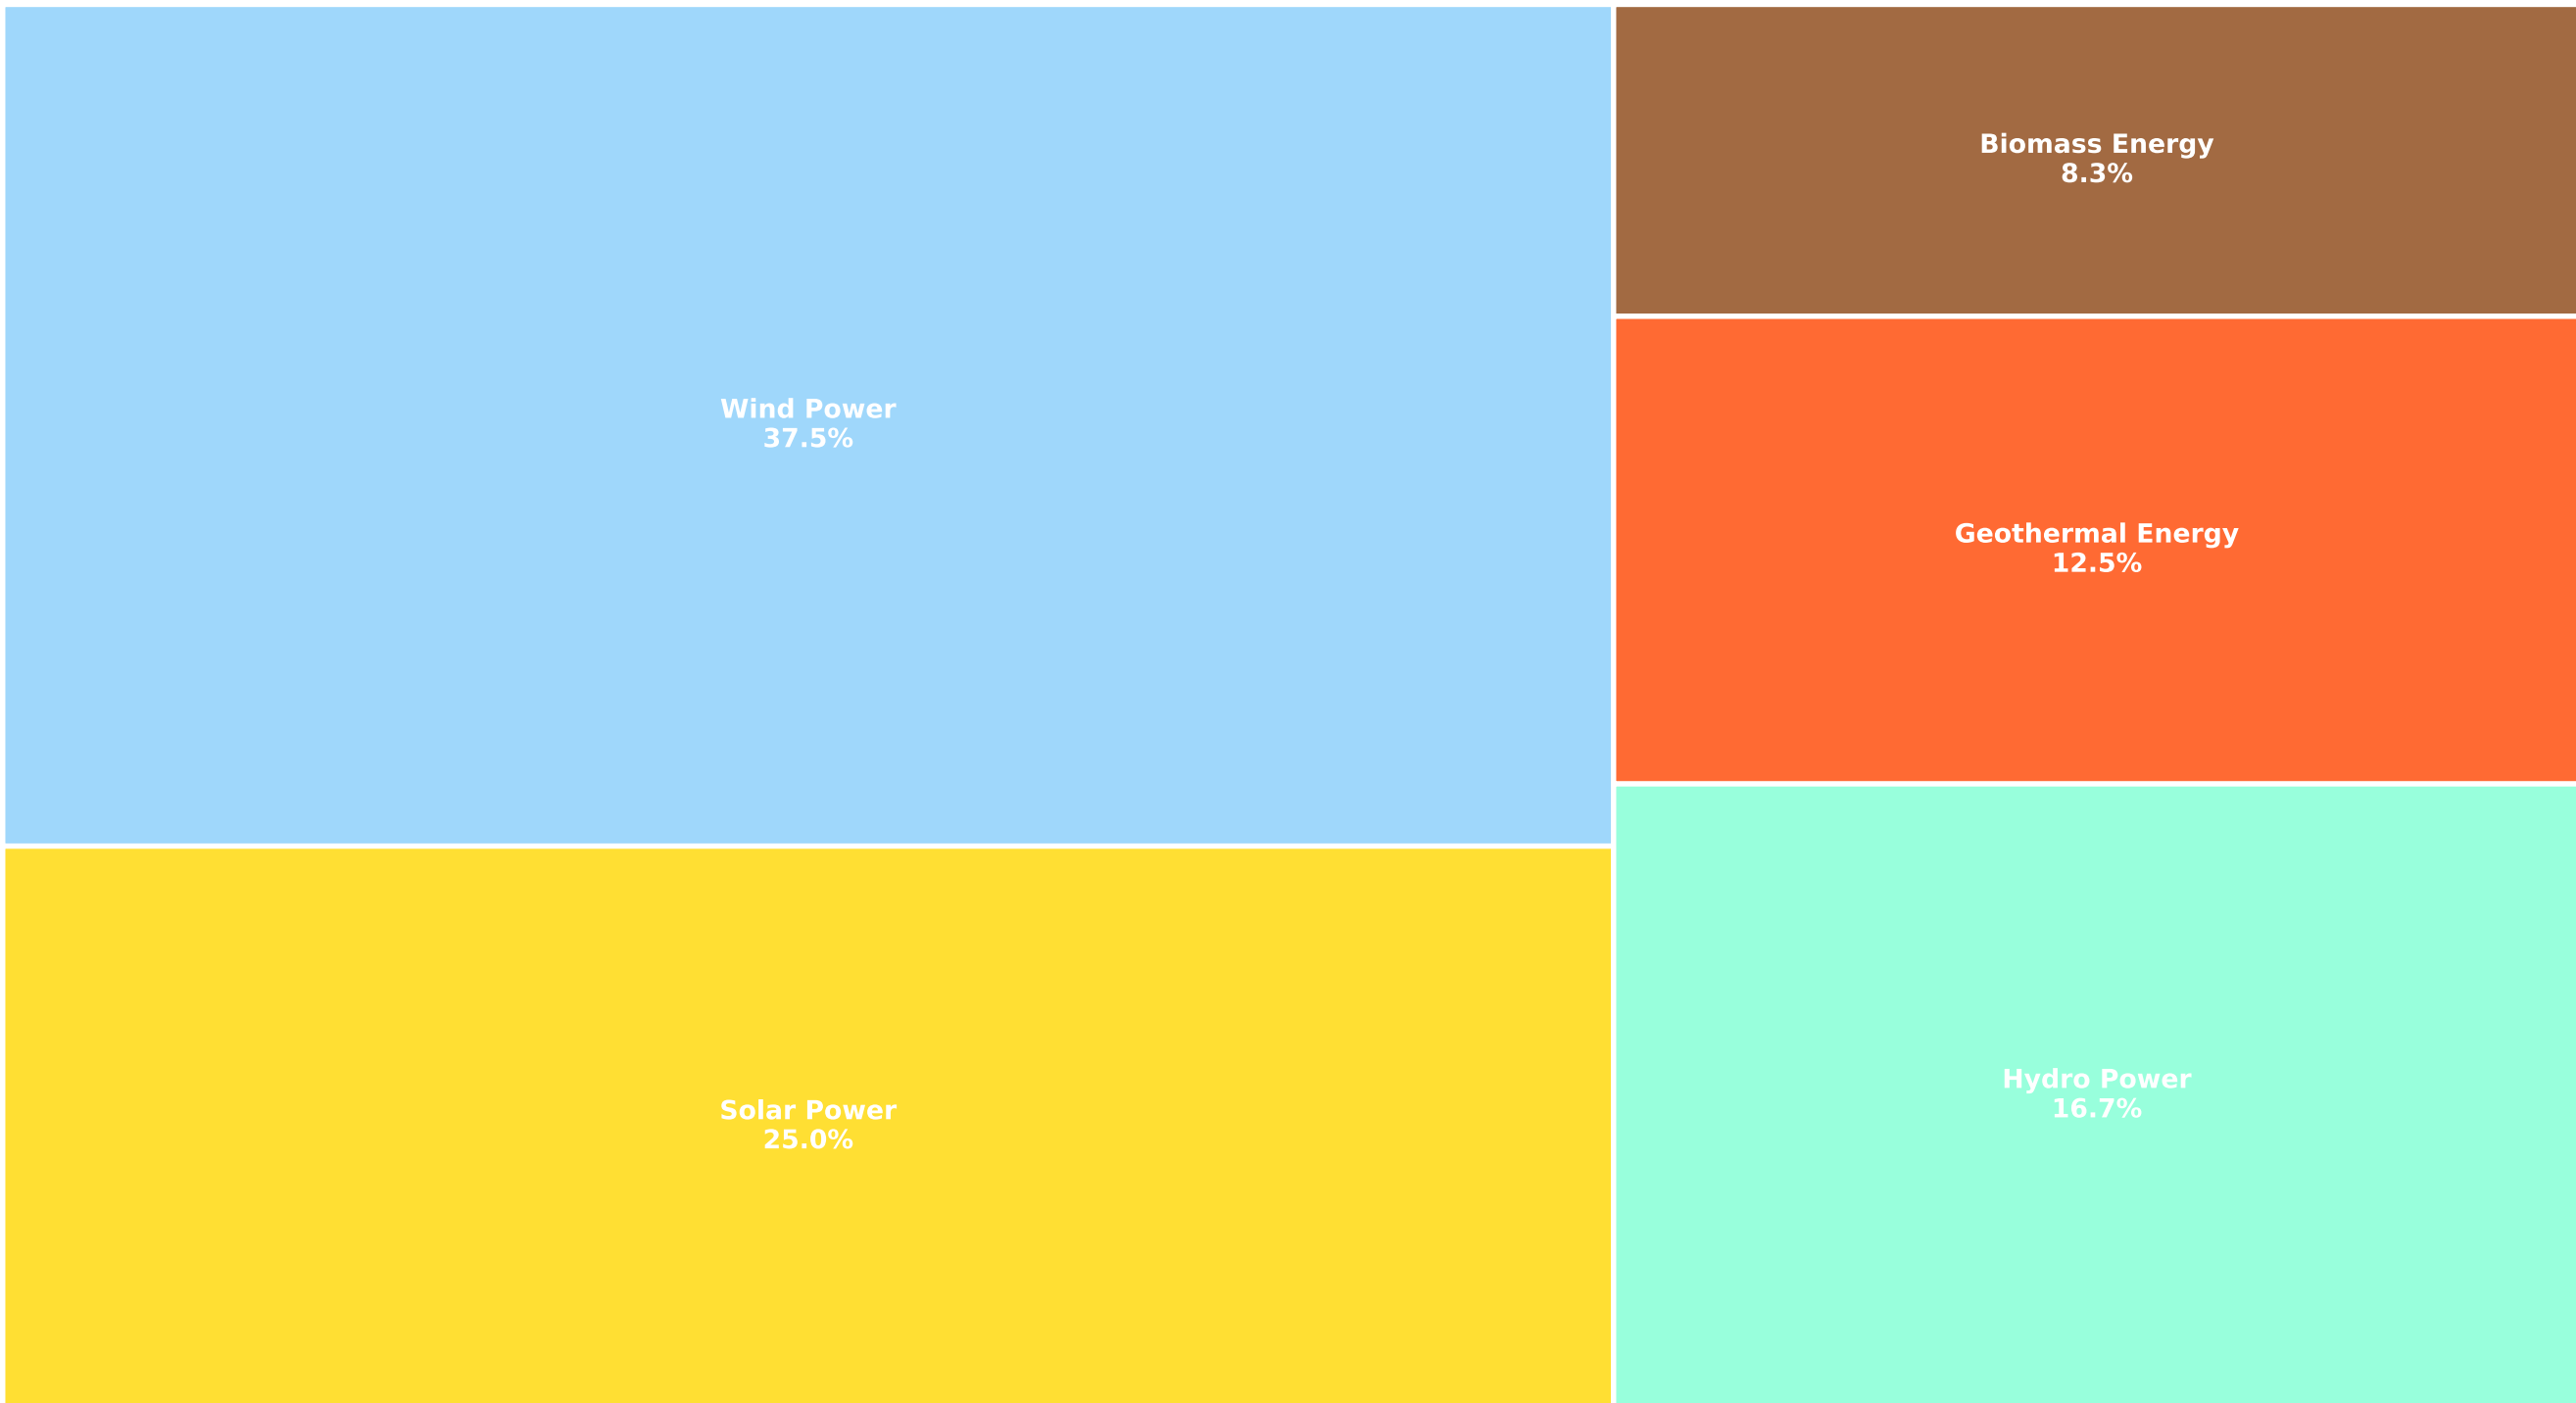 Wind Power
37.5%
Solar Power
25.0%
Biomass Energy
8.3%
Geothermal Energy
12.5%
Hydro Power
16.7%